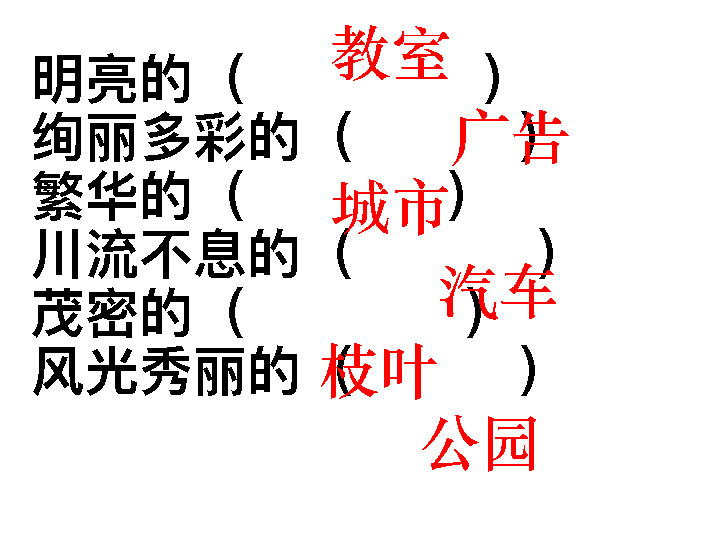 明亮的（教室）
绚丽多彩的（广告）
繁华的（城市）
川流不息的（汽车）
茂密的（枝叶）
风光秀丽的（公园）